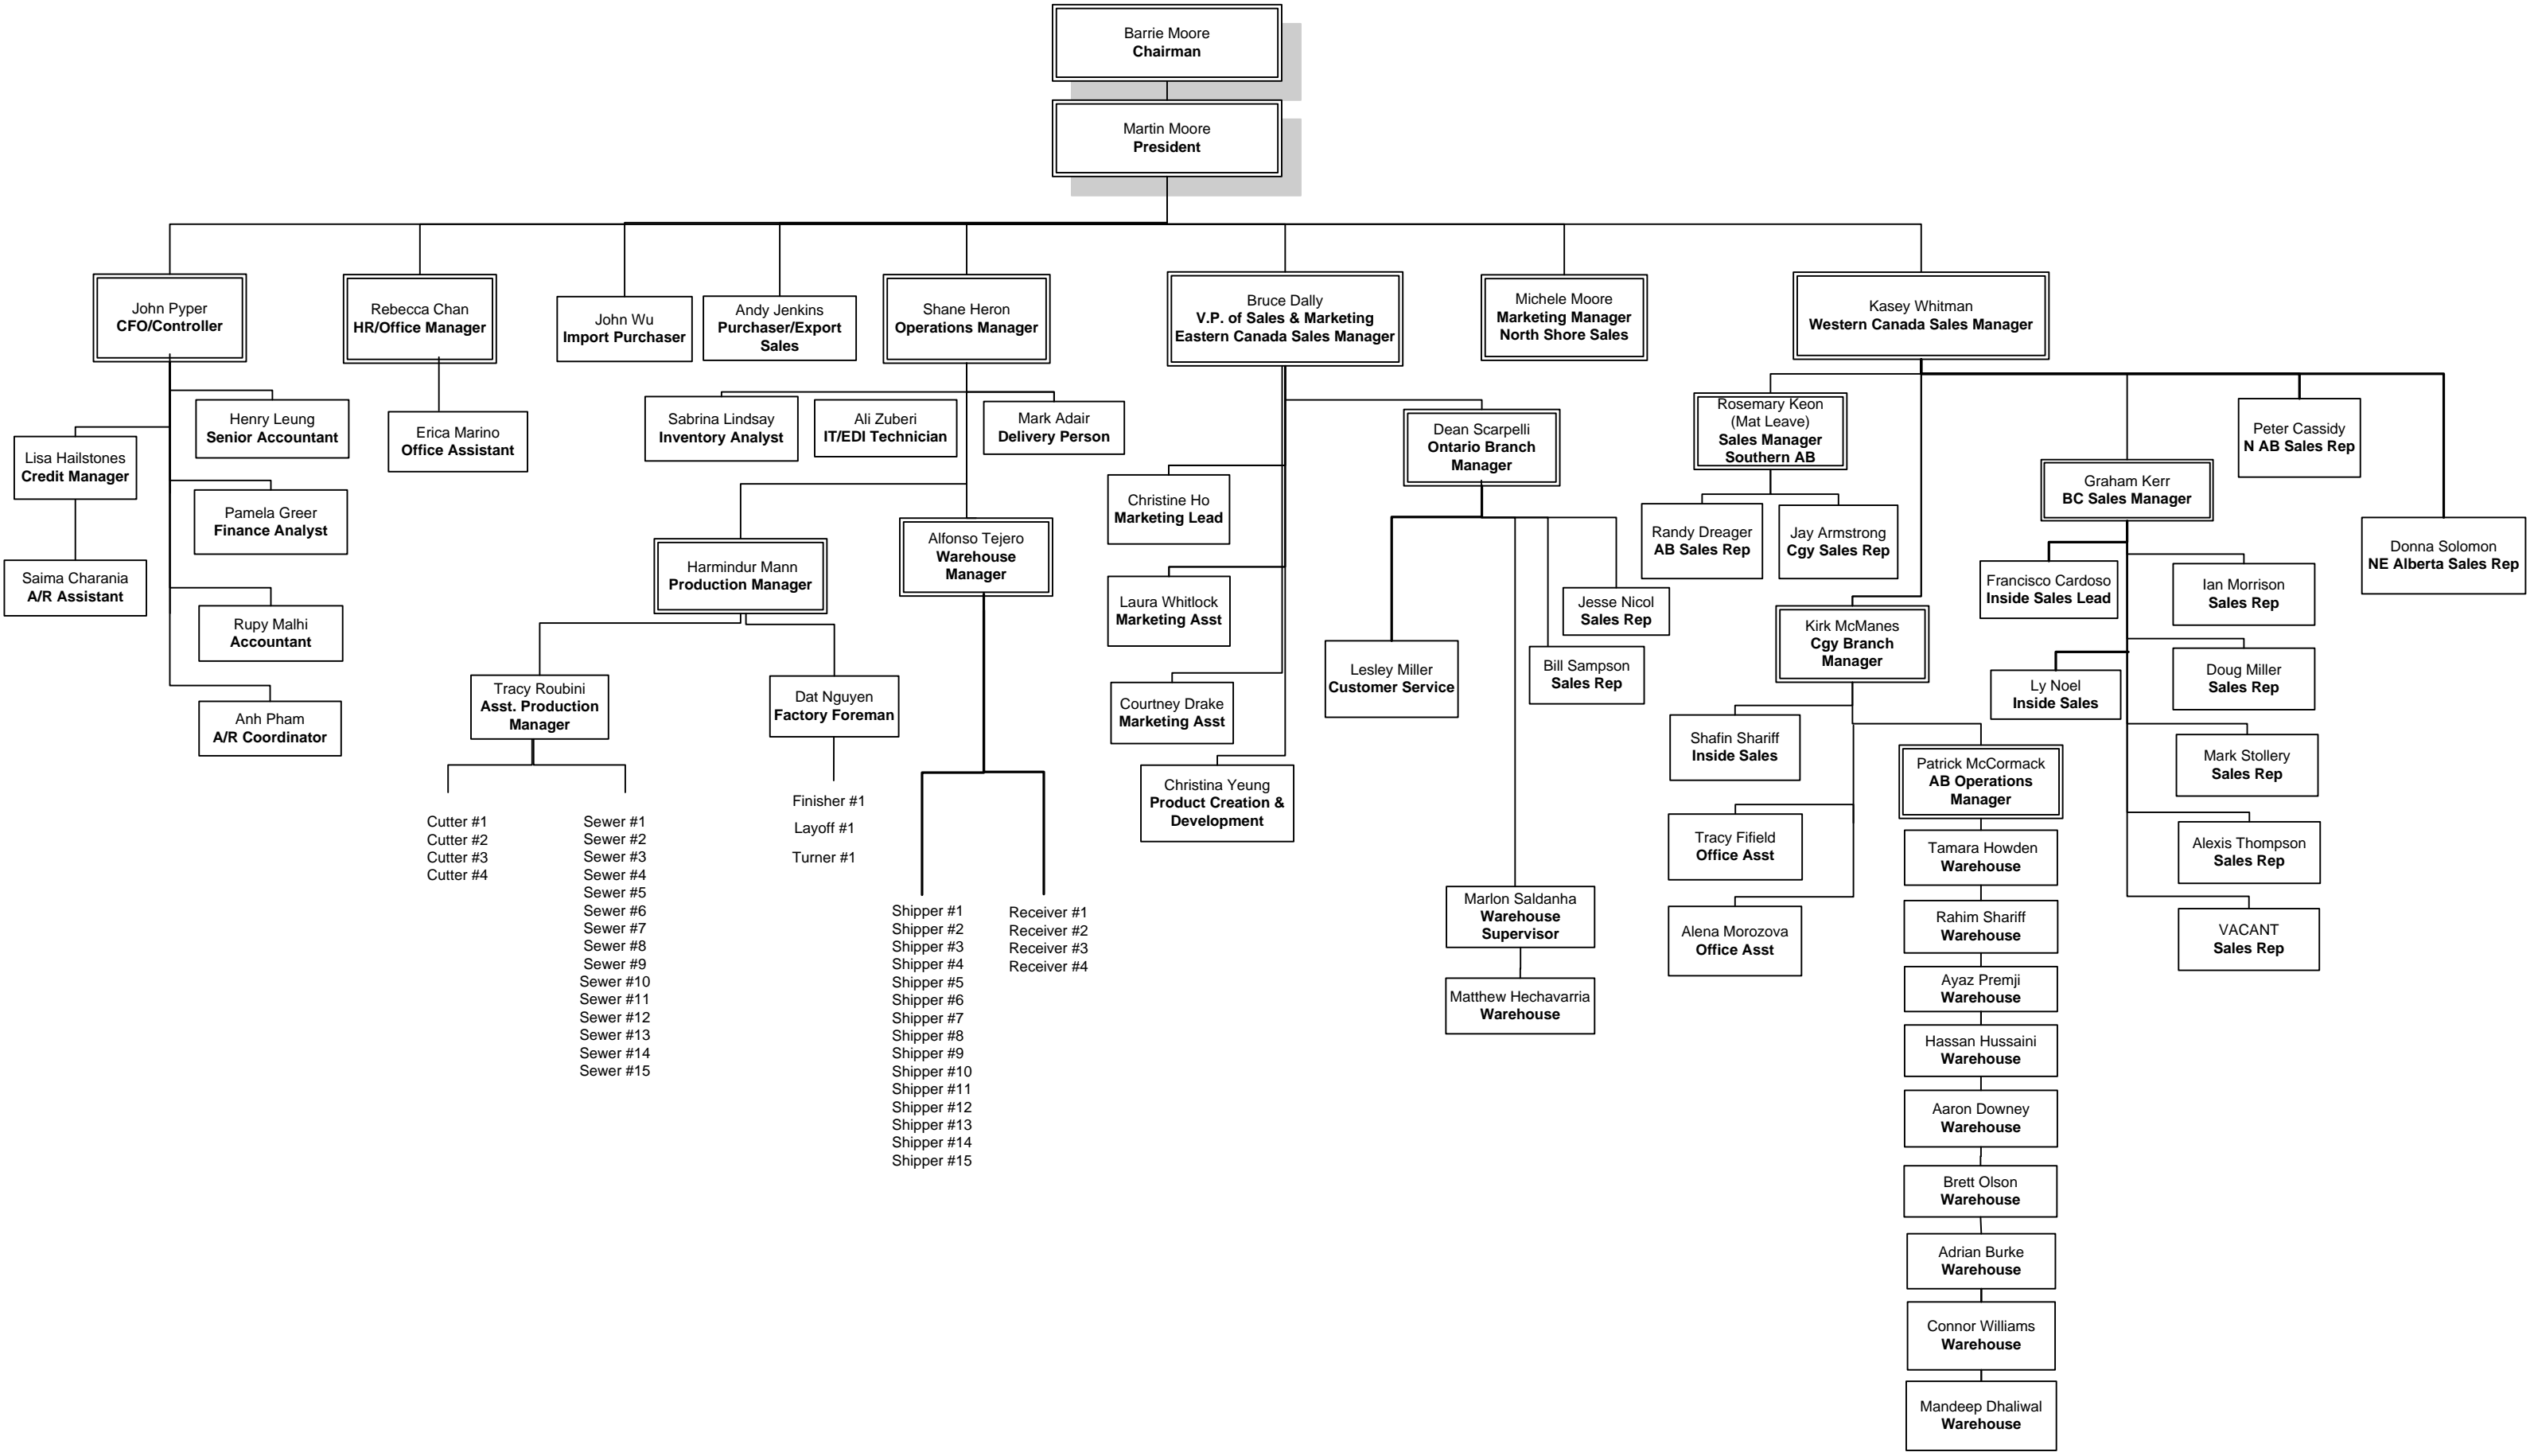 Barrie Moore
Chairman
Martin Moore
President
John Pyper
CFO/Controller
Rebecca Chan
HR/Office Manager
John Wu
Import Purchaser
Andy Jenkins
Purchaser/Export
Sales
Shane Heron
Operations Manager
Bruce Dally
V.P. of Sales & Marketing
Eastern Canada Sales Manager
Michele Moore
Marketing Manager
North Shore Sales
Kasey Whitman
Western Canada Sales Manager
Henry Leung
Senior Accountant
Lisa Hailstones
Credit Manager
Pamela Greer
Finance Analyst
Saima Charania
A/R Assistant
Rupy Malhi
Accountant
Anh Pham
A/R Coordinator
Erica Marino
Office Assistant
Sabrina Lindsay
Inventory Analyst
Ali Zuberi
IT/EDI Technician
Mark Adair
Delivery Person
Harmindur Mann
Production Manager
Alfonso Tejero
Warehouse
Manager
Tracy Roubini
Asst. Production
Manager
Dat Nguyen
Factory Foreman
Cutter #1
Cutter #2
Cutter #3
Cutter #4
Sewer #1
Sewer #2
Sewer #3
Sewer #4
Sewer #5
Sewer #6
Sewer #7
Sewer #8
Sewer #9
Sewer #10
Sewer #11
Sewer #12
Sewer #13
Sewer #14
Sewer #15
Finisher #1
Layoff #1
Turner #1
Shipper #1
Shipper #2
Shipper #3
Shipper #4
Shipper #5
Shipper #6
Shipper #7
Shipper #8
Shipper #9
Shipper #10
Shipper #11
Shipper #12
Shipper #13
Shipper #14
Shipper #15
Receiver #1
Receiver #2
Receiver #3
Receiver #4
Christine Ho
Marketing Lead
Laura Whitlock
Marketing Asst
Courtney Drake
Marketing Asst
Christina Yeung
Product Creation &
Development
Dean Scarpelli
Ontario Branch
Manager
Lesley Miller
Customer Service
Jesse Nicol
Sales Rep
Bill Sampson
Sales Rep
Marlon Saldanha
Warehouse
Supervisor
Matthew Hechavarria
Warehouse
Rosemary Keon
(Mat Leave)
Sales Manager
Southern AB
Randy Dreager
AB Sales Rep
Jay Armstrong
Cgy Sales Rep
Kirk McManes
Cgy Branch
Manager
Shafin Shariff
Inside Sales
Tracy Fifield
Office Asst
Alena Morozova
Office Asst
Patrick McCormack
AB Operations
Manager
Tamara Howden
Warehouse
Rahim Shariff
Warehouse
Ayaz Premji
Warehouse
Hassan Hussaini
Warehouse
Aaron Downey
Warehouse
Brett Olson
Warehouse
Adrian Burke
Warehouse
Connor Williams
Warehouse
Mandeep Dhaliwal
Warehouse
Graham Kerr
BC Sales Manager
Francisco Cardoso
Inside Sales Lead
Ly Noel
Inside Sales
Ian Morrison
Sales Rep
Doug Miller
Sales Rep
Mark Stollery
Sales Rep
Alexis Thompson
Sales Rep
VACANT
Sales Rep
Peter Cassidy
N AB Sales Rep
Donna Solomon
NE Alberta Sales Rep